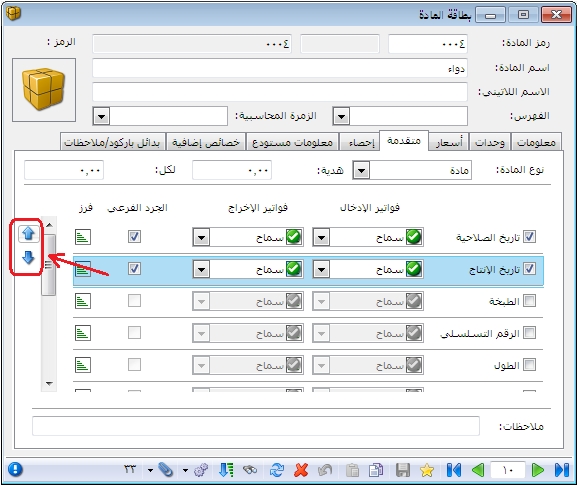 بطاقة المادة
رمز المادة: ٠٠٠٤ ٠٠٠٤ الرمز :
اسم المادة: دواء
الاسم اللاتيني:
الفهرس: الزمرة المحاسبية:
معلومات وحدات أسعار متقدمة إحصاء معلومات مستودع خصائص إضافية بدائل باركود/ملاحظات
نوع المادة: مادة هدية: ٠,٠٠ لكل: ٠,٠٠
فواتير الإدخال فواتير الإخراج الجرد الفرعي فرز
تاريخ الصلاحية سماح سماح
تاريخ الإنتاج سماح سماح
الطبخة سماح سماح
الرقم التسلسلي سماح سماح
الطول سماح سماح
ملاحظات:
١٠ ٣٣